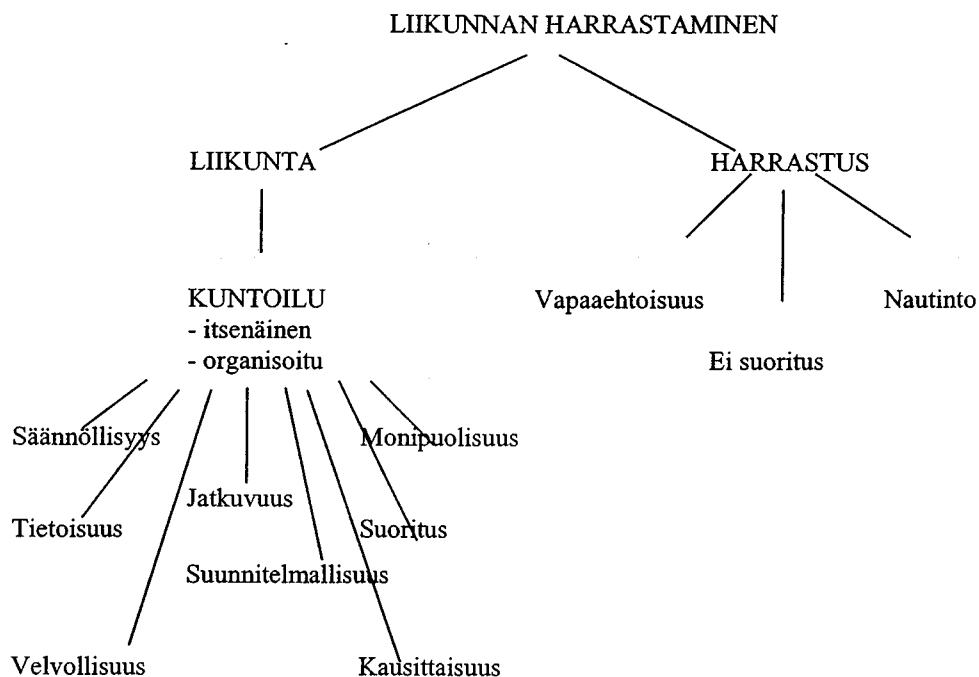 LIIKUNNAN HARRASTAMINEN
LIIKUNTA
HARRASTUS
KUNTOILU
- itsenäinen
- organisoitu
Vapaaehtoisuus
Nautinto
Ei suoritus
Säännöllisyys
Monipuolisuus
Jatkuvuus
Tietoisuus
Suoritus
Suunnitelmallisuus
Velvollisuus
Kausittaisuus